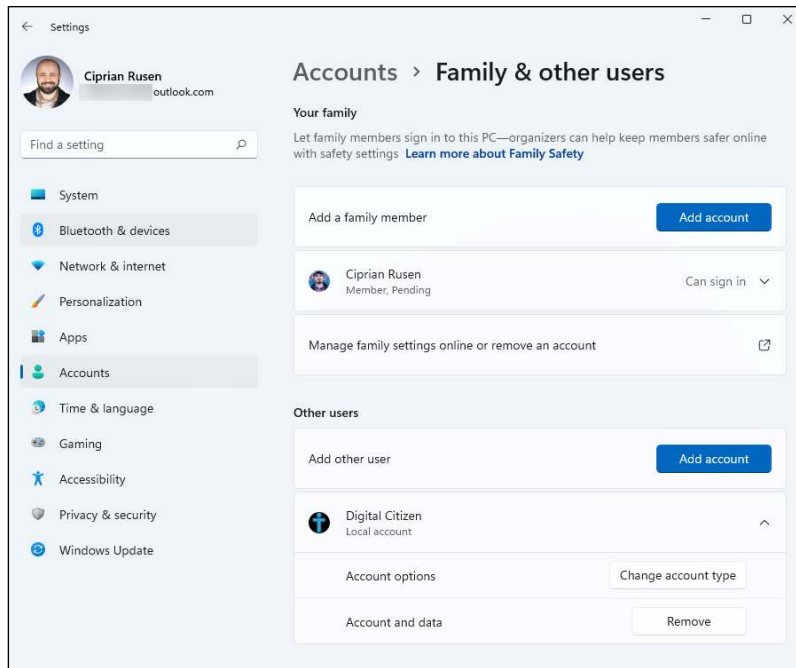 Settings
Ciprian Rusen
outlook.com
Find a setting
System
Bluetooth & devices
Network & internet
Personalization
Apps
Accounts
Time & language
Gaming
Accessibility
Privacy & security
Windows Update
Accounts > Family & other users
Your family
Let family members sign in to this PC—organizers can help keep members safer online
with safety settings Learn more about Family Safety
Add a family member Add account
Ciprian Rusen
Member, Pending
Can sign in
Manage family settings online or remove an account
Other users
Add other user Add account
Digital Citizen
Local account
Account options Change account type
Account and data Remove